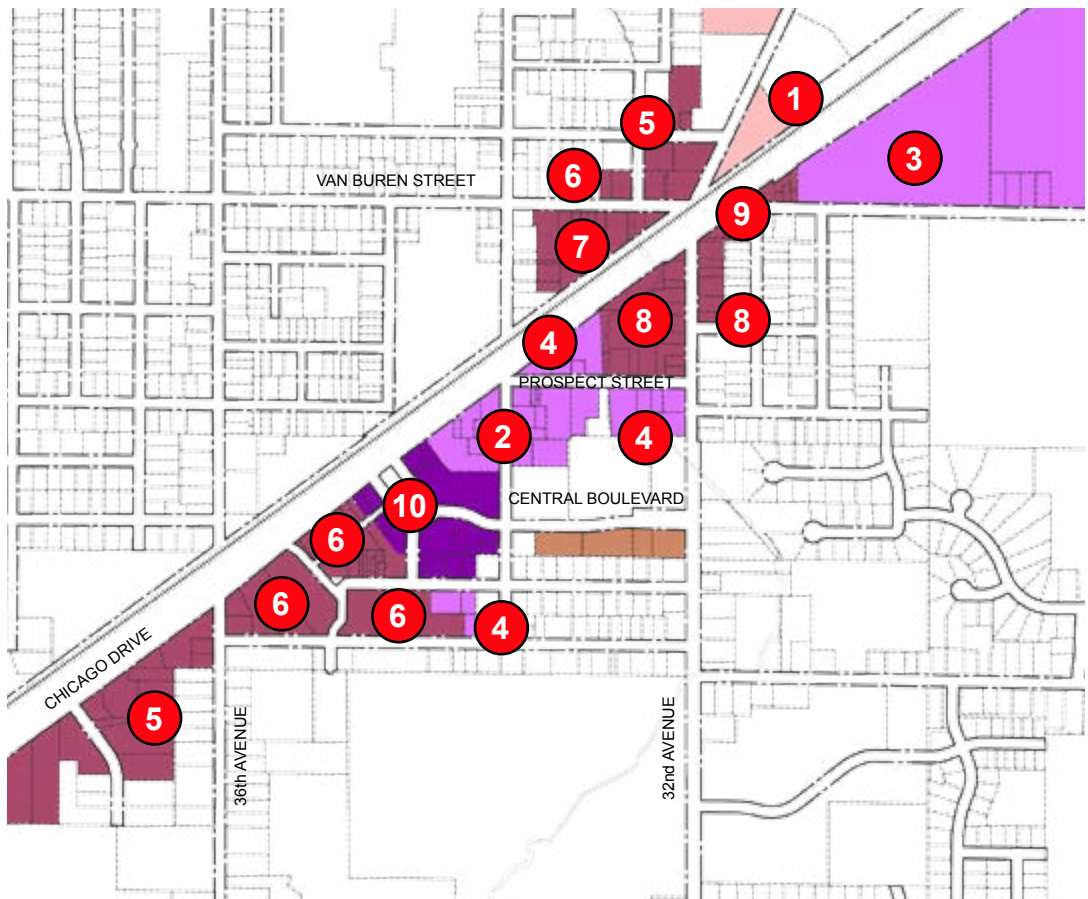 1
5
3
6
VAN BUREN STREET
9
7
8
8
4
PROSPECT STREET
2
4
CENTRAL BOULEVARD
10
6
6
6
4
CHICAGO DRIVE
5
36th AVENUE
32nd AVENUE